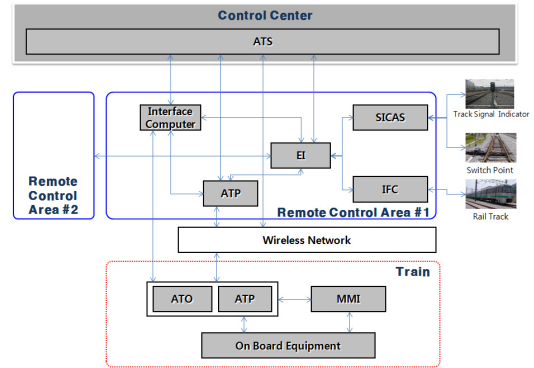 Control Center
ATS
Interface
Computer
SICAS
Track Signal Indicator
EI
Switch Point
Remote
Control
Area #2
ATP
IFC
Remote Control Area #1
Rail Track
Wireless Network
Train
ATO
ATP
MMI
On Board Equipment